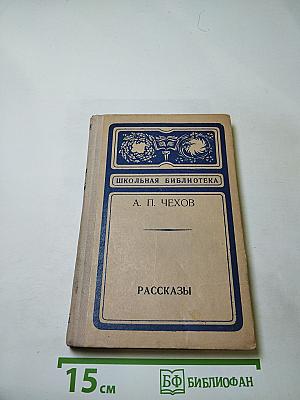 ШКОЛЬНАЯ БИБЛИОТЕКА
А. П. ЧЕХОВ
РАССКАЗЫ
15 см
БФ БИБЛИОФАН